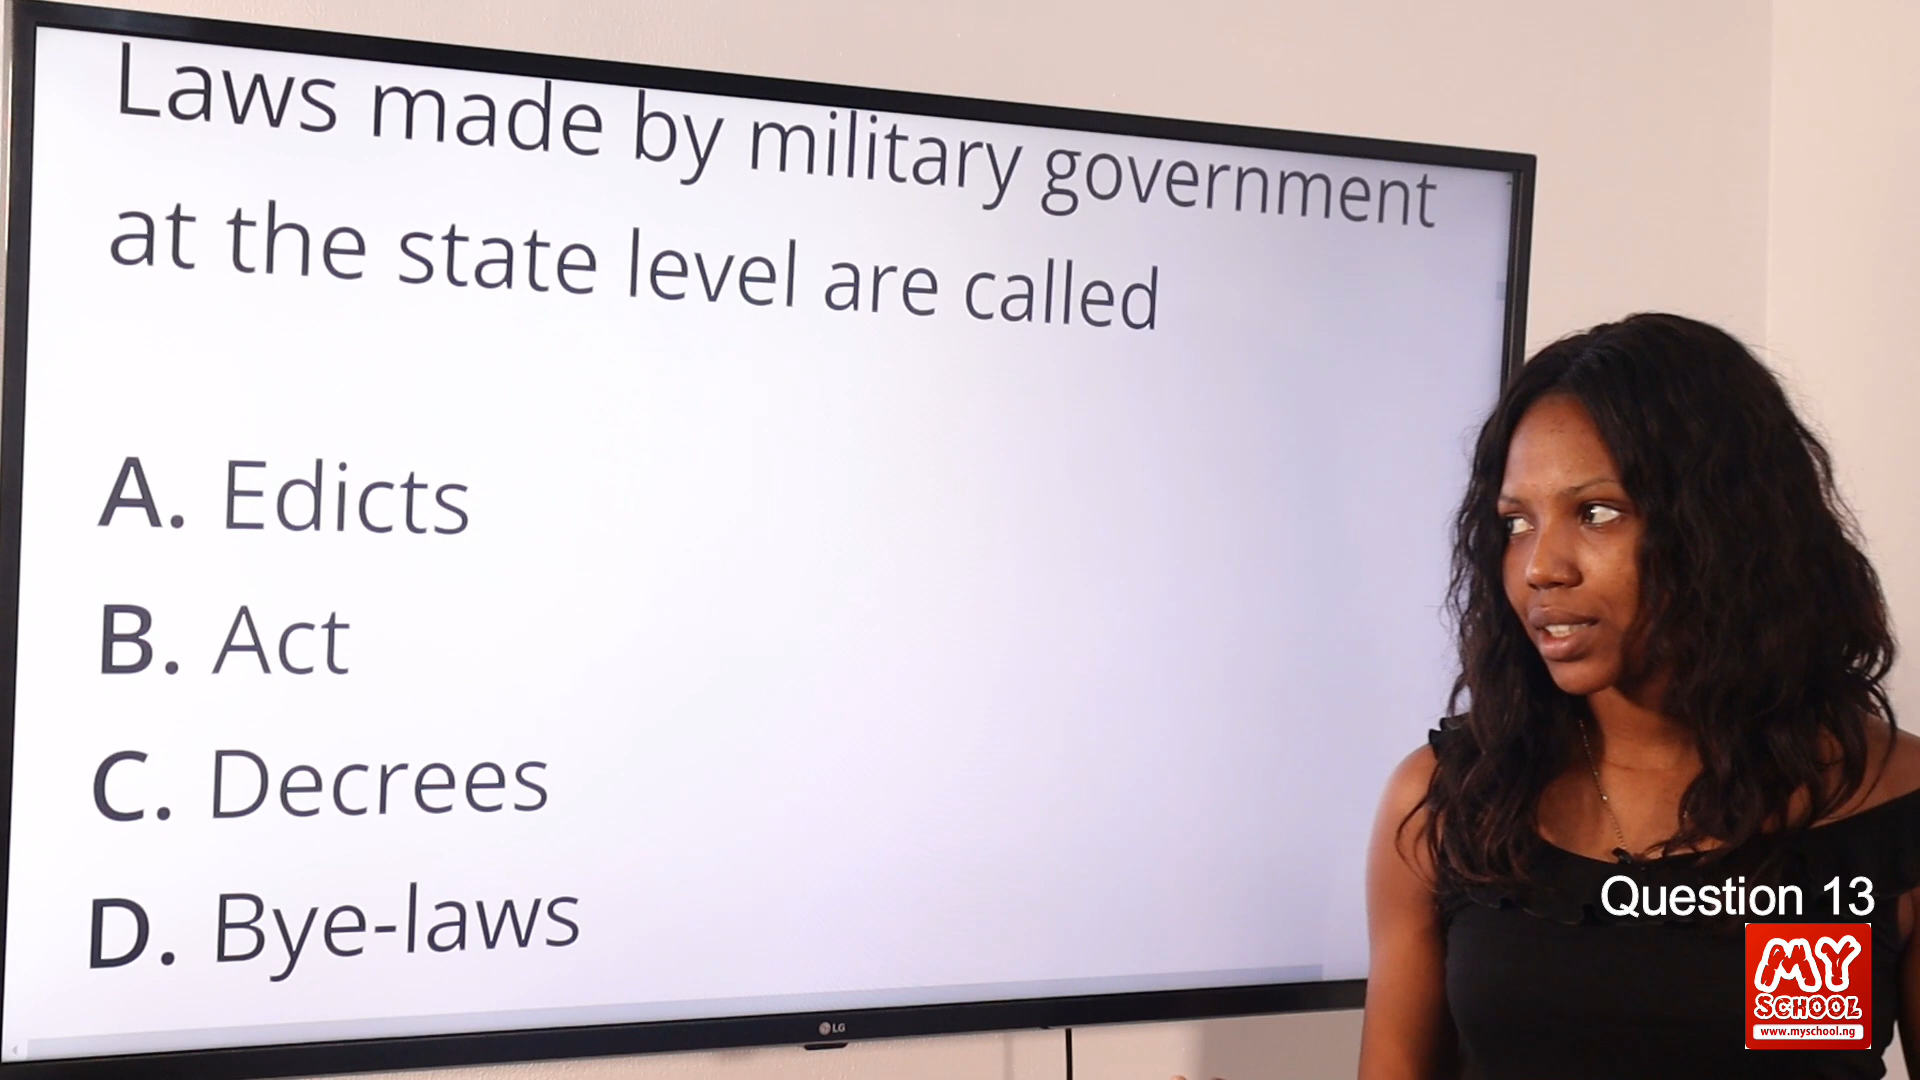 Laws made by military government
at the state level are called
A. Edicts
B. Act
C. Decrees
D. Bye-laws
LG
Question 13
MY
SCHOOL
www.myschool.ng